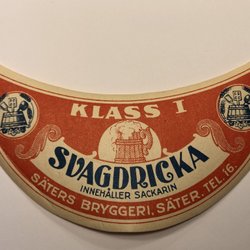 KLASS I
SVAGDRICKA
INNEHÅLLER SACKARIN
SÄTERS BRYGGERI, SÄTER. TEL. 16.